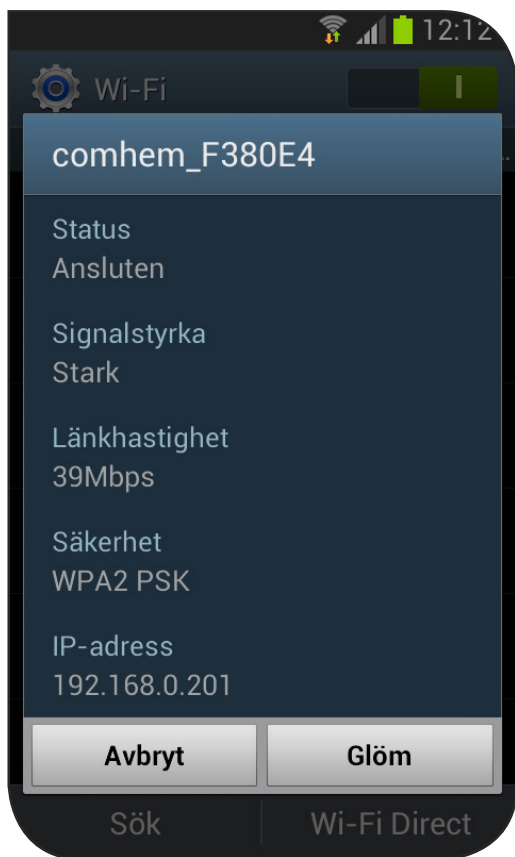 12:12
Wi-Fi
comhem_F380E4
Status
Ansluten
Signalstyrka
Stark
Länkhastighet
39Mbps
Säkerhet
WPA2 PSK
IP-adress
192.168.0.201
Avbryt
Glöm
Sök
Wi-Fi Direct